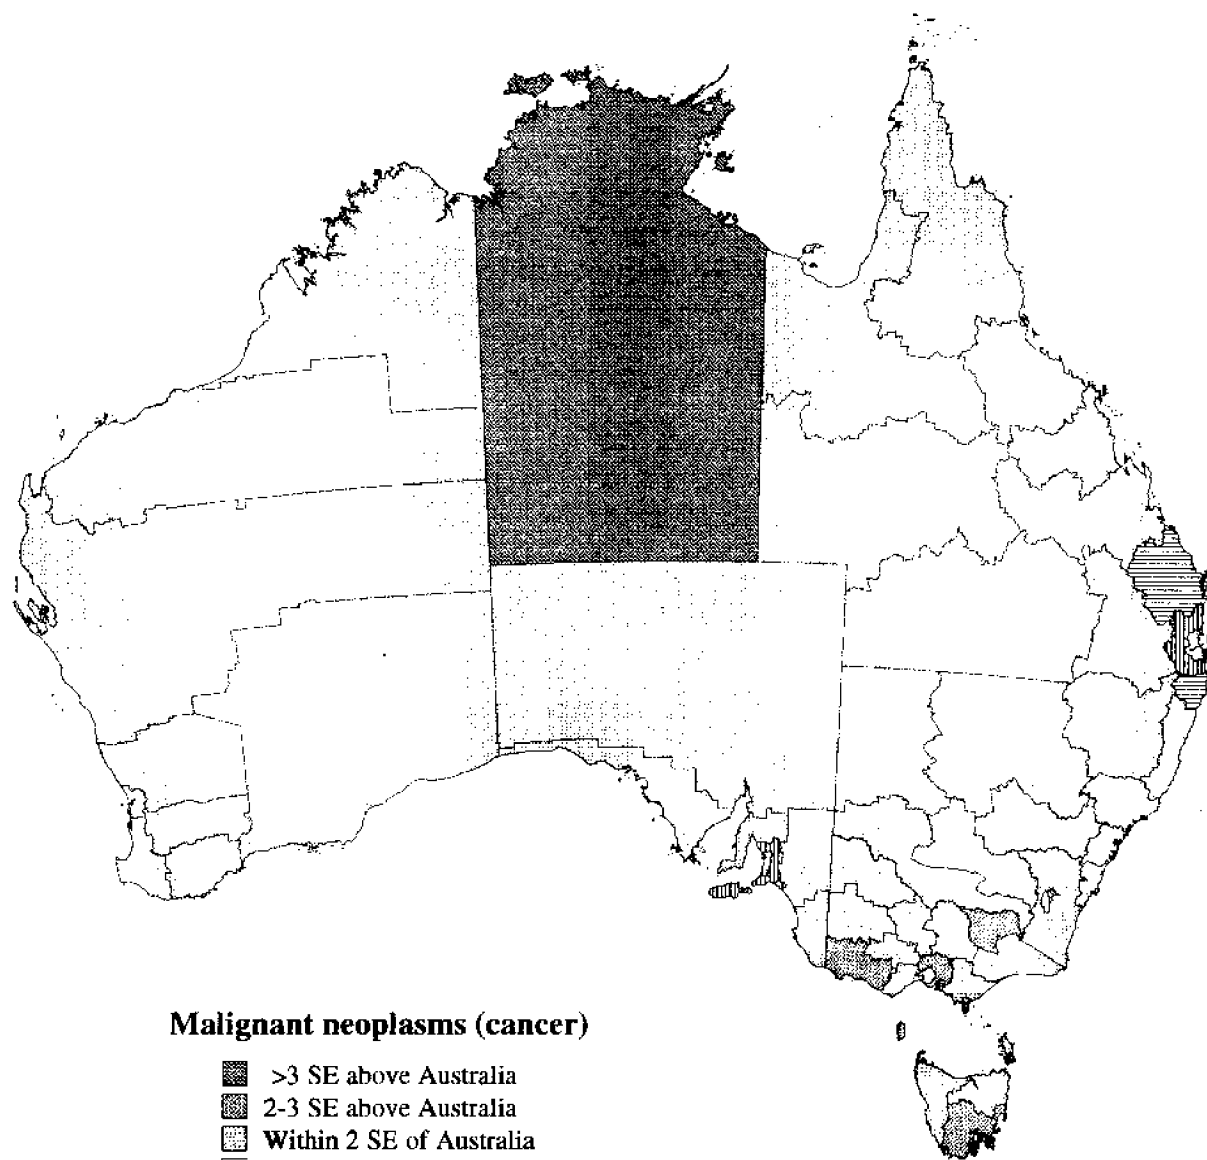 Malignant neoplasms (cancer)
>3 SE above Australia
2-3 SE above Australia
Within 2 SE of Australia